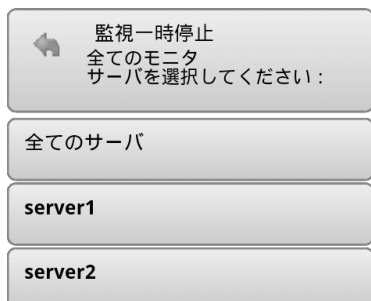 監視一時停止
全てのモニタ
サーバを選択してください：
全てのサーバ
server1
server2